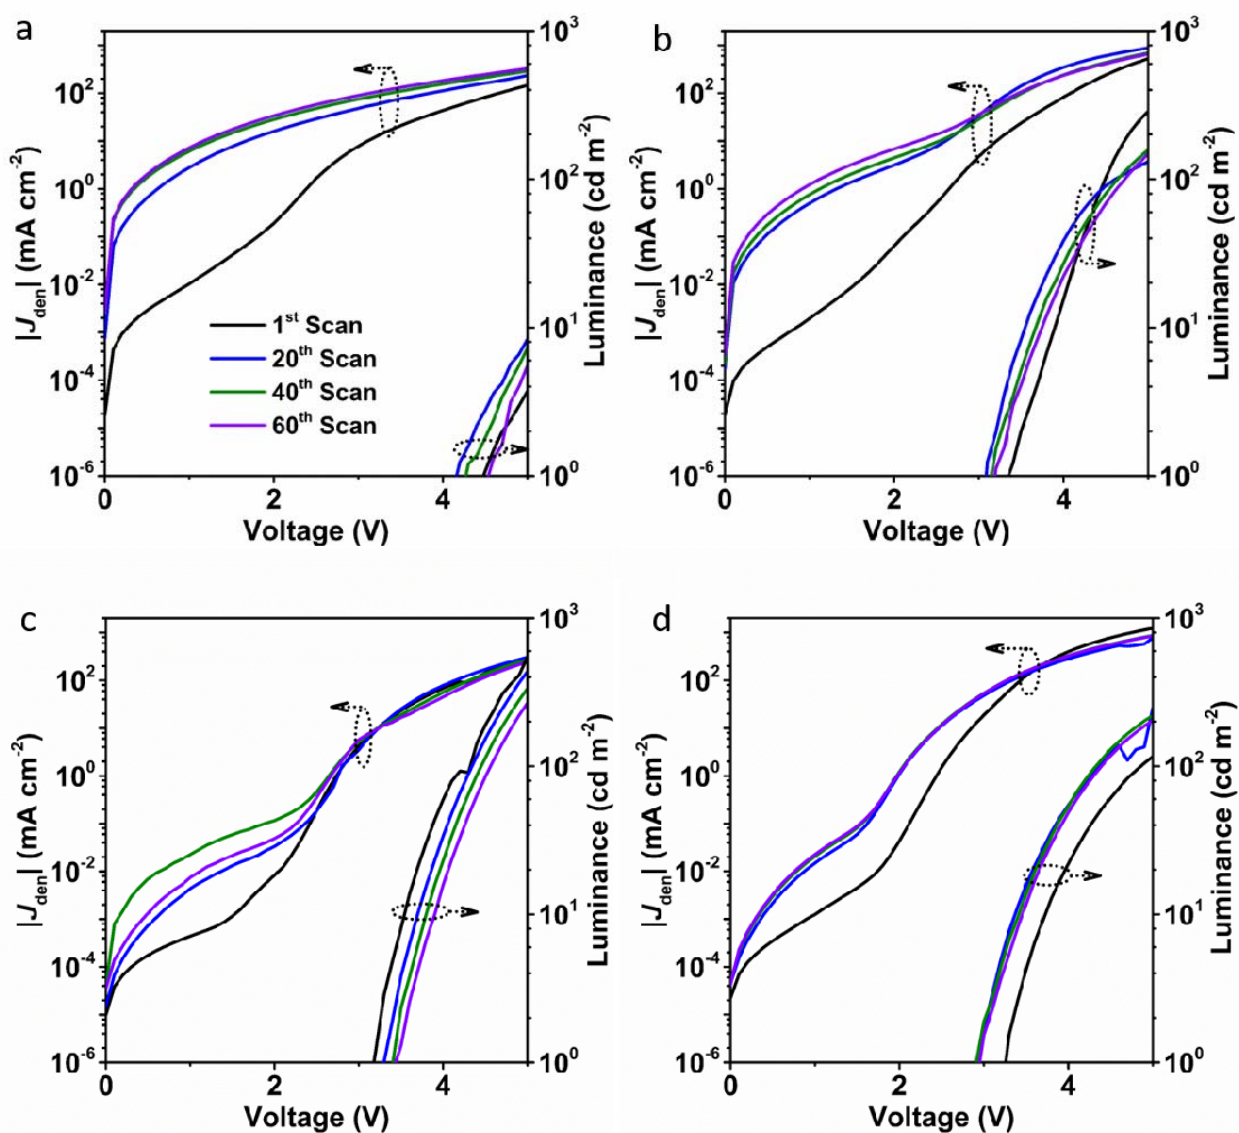 a
|J_den| (mA cm⁻²)
10²
10⁰
10⁻²
10⁻⁴
10⁻⁶
1ˢᵗ Scan
20ᵗʰ Scan
40ᵗʰ Scan
60ᵗʰ Scan
0
2
4
Voltage (V)
10³
10²
10¹
10⁰
Luminance (cd m⁻²)
b
|J_den| (mA cm⁻²)
10²
10⁰
10⁻²
10⁻⁴
10⁻⁶
0
2
4
Voltage (V)
10³
10²
10¹
10⁰
Luminance (cd m⁻²)
c
|J_den| (mA cm⁻²)
10²
10⁰
10⁻²
10⁻⁴
10⁻⁶
0
2
4
Voltage (V)
10³
10²
10¹
10⁰
Luminance (cd m⁻²)
d
|J_den| (mA cm⁻²)
10²
10⁰
10⁻²
10⁻⁴
10⁻⁶
0
2
4
Voltage (V)
10³
10²
10¹
10⁰
Luminance (cd m⁻²)